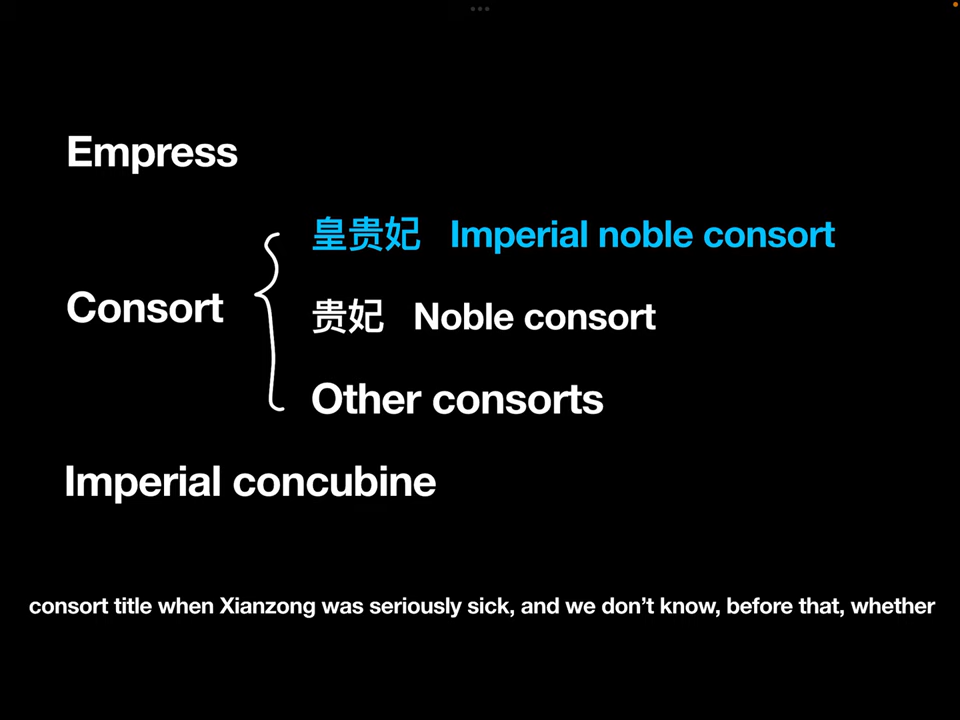 Empress
皇贵妃 Imperial noble consort
Consort
贵妃 Noble consort
Other consorts
Imperial concubine
consort title when Xianzong was seriously sick, and we don’t know, before that, whether